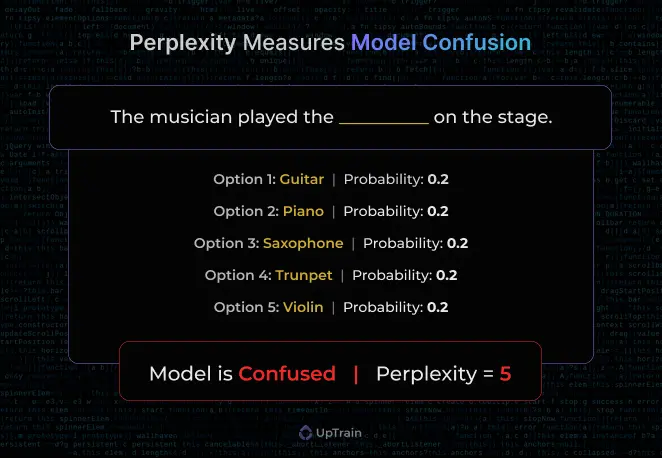 Perplexity Measures Model Confusion
The musician played the __________ on the stage.
Option 1: Guitar | Probability: 0.2
Option 2: Piano | Probability: 0.2
Option 3: Saxophone | Probability: 0.2
Option 4: Trunpet | Probability: 0.2
Option 5: Violin | Probability: 0.2
Model is Confused | Perplexity = 5
UpTrain